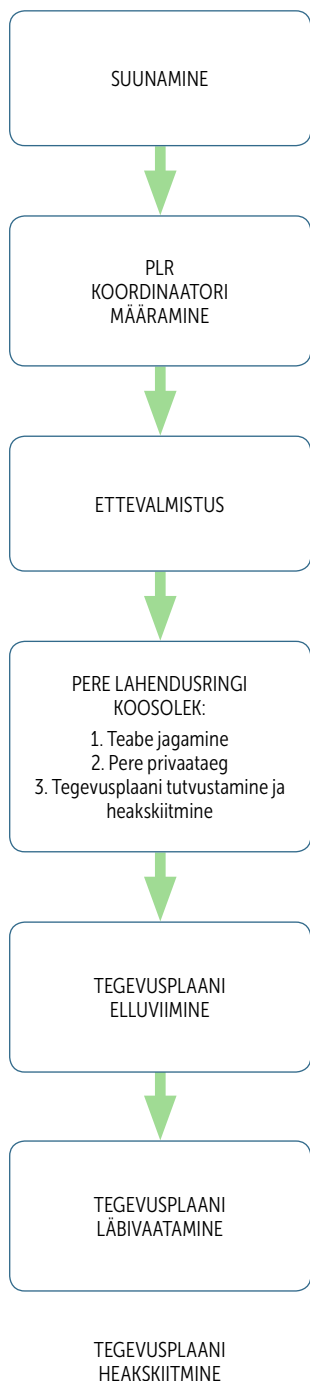 SUUNAMINE
PLR
KOORDINAATORI
MÄÄRAMINE
ETTEVALMISTUS
PERE LAHENDUSRINGI
KOOSOLEK:
1. Teabe jagamine
2. Pere privaataeg
3. Tegevusplaani tutvustamine ja
heakskiitmine
TEGEVUSPLAANI
ELLUVIIMINE
TEGEVUSPLAANI
LÄBIVAATAMINE
TEGEVUSPLAANI
HEAKSKIITMINE